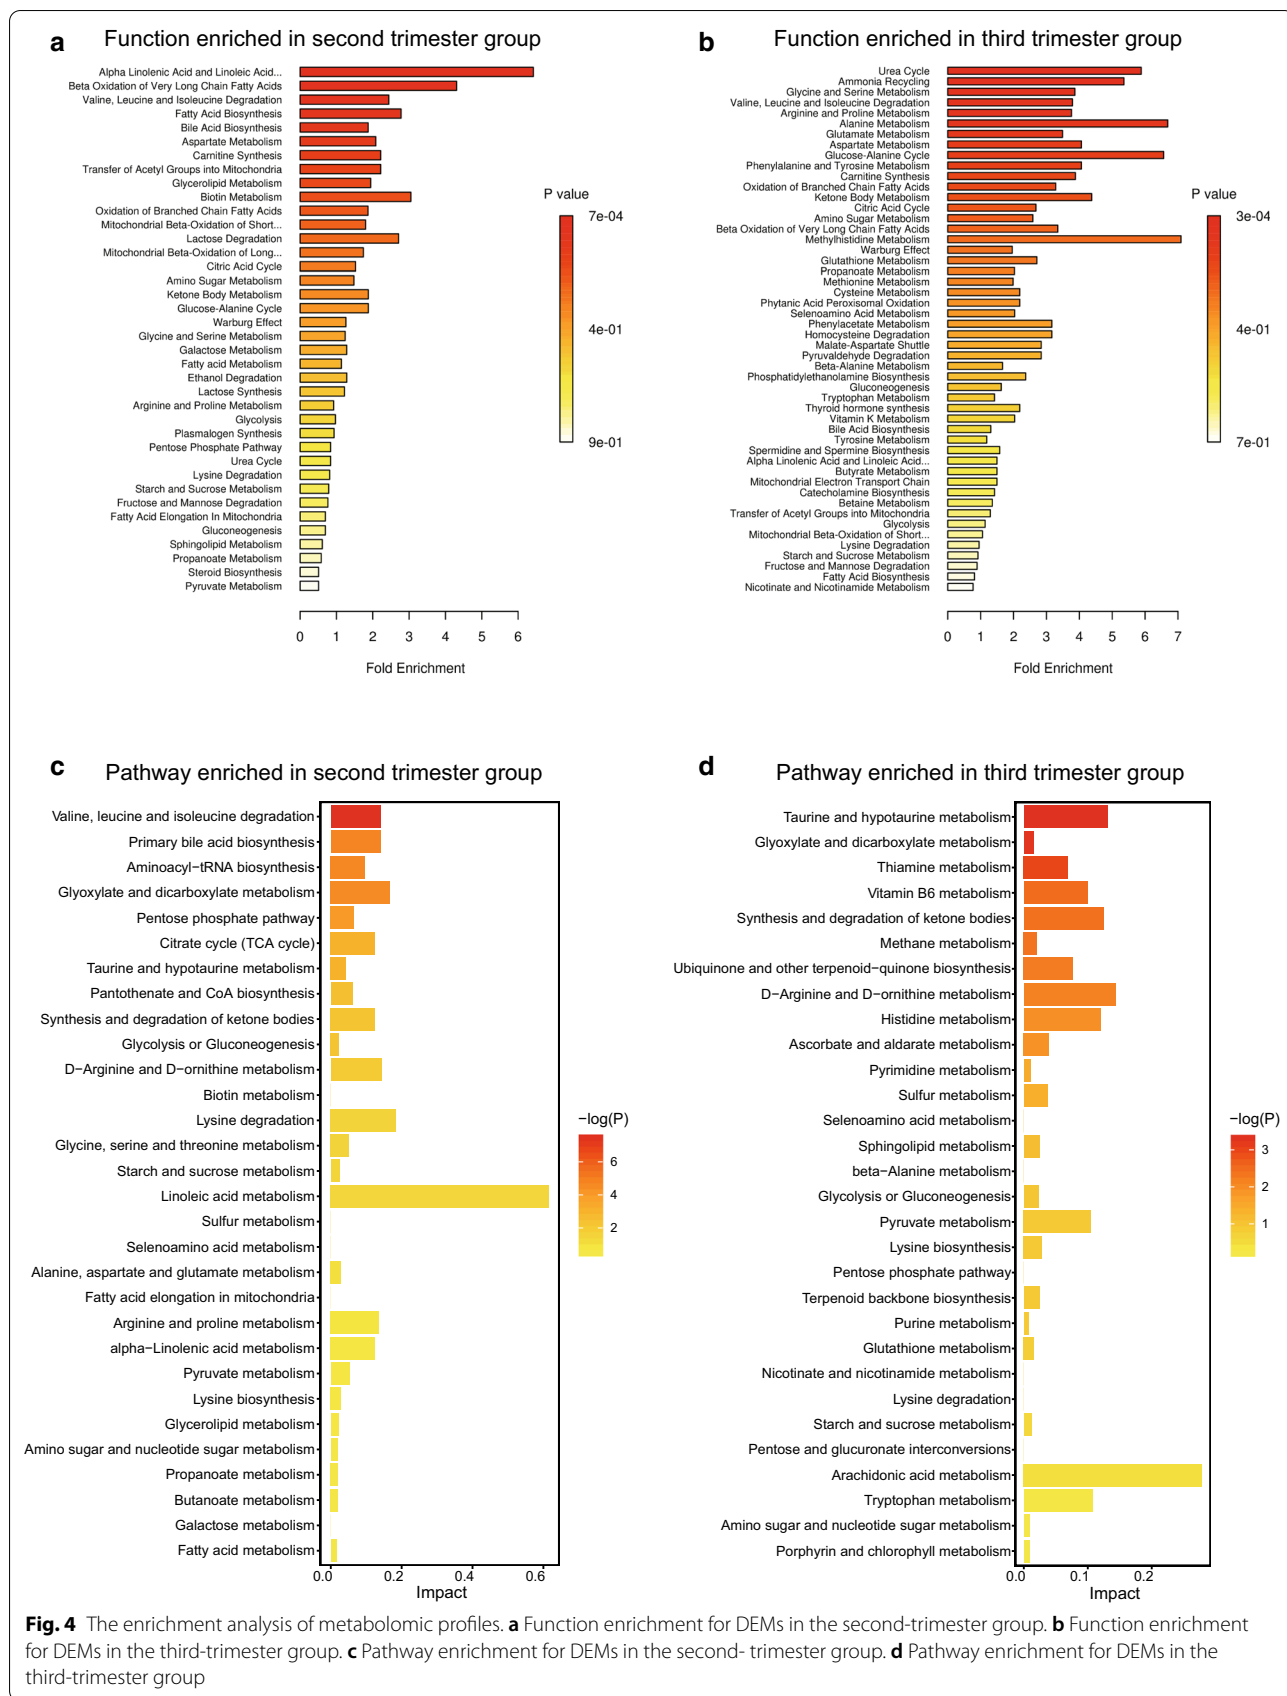 a Function enriched in second trimester group
Alpha Linolenic Acid and Linoleic Acid...
Beta Oxidation of Very Long Chain Fatty Acids
Valine, Leucine and Isoleucine Degradation
Fatty Acid Biosynthesis
Bile Acid Biosynthesis
Aspartate Metabolism
Carnitine Synthesis
Transfer of Acetyl Groups into Mitochondria
Glycerolipid Metabolism
Biotin Metabolism
Oxidation of Branched Chain Fatty Acids
Mitochondrial Beta-Oxidation of Short...
Lactose Degradation
Mitochondrial Beta-Oxidation of Long...
Citric Acid Cycle
Amino Sugar Metabolism
Ketone Body Metabolism
Glucose-Alanine Cycle
Warburg Effect
Glycine and Serine Metabolism
Galactose Metabolism
Fatty acid Metabolism
Ethanol Degradation
Lactose Synthesis
Arginine and Proline Metabolism
Glycolysis
Plasmalogen Synthesis
Pentose Phosphate Pathway
Urea Cycle
Lysine Degradation
Starch and Sucrose Metabolism
Fructose and Mannose Degradation
Fatty Acid Elongation In Mitochondria
Gluconeogenesis
Sphingolipid Metabolism
Propanoate Metabolism
Steroid Biosynthesis
Pyruvate Metabolism
0 1 2 3 4 5 6
Fold Enrichment
P value
7e-04
4e-01
9e-01
b Function enriched in third trimester group
Urea Cycle
Ammonia Recycling
Glycine and Serine Metabolism
Valine, Leucine and Isoleucine Degradation
Arginine and Proline Metabolism
Alanine Metabolism
Glutamate Metabolism
Aspartate Metabolism
Glucose-Alanine Cycle
Phenylalanine and Tyrosine Metabolism
Carnitine Synthesis
Oxidation of Branched Chain Fatty Acids
Ketone Body Metabolism
Citric Acid Cycle
Amino Sugar Metabolism
Beta Oxidation of Very Long Chain Fatty Acids
Methylhistidine Metabolism
Warburg Effect
Glutathione Metabolism
Propanoate Metabolism
Methionine Metabolism
Cysteine Metabolism
Phytanic Acid Peroxisomal Oxidation
Selenoamino Acid Metabolism
Phenylacetate Metabolism
Homocysteine Degradation
Malate-Aspartate Shuttle
Pyruvaldehyde Degradation
Beta-Alanine Metabolism
Phosphatidylethanolamine Biosynthesis
Gluconeogenesis
Tryptophan Metabolism
Thyroid hormone synthesis
Vitamin K Metabolism
Bile Acid Biosynthesis
Tyrosine Metabolism
Spermidine and Spermine Biosynthesis
Alpha Linolenic Acid and Linoleic Acid...
Butyrate Metabolism
Mitochondrial Electron Transport Chain
Catecholamine Biosynthesis
Betaine Metabolism
Transfer of Acetyl Groups into Mitochondria
Glycolysis
Mitochondrial Beta-Oxidation of Short...
Lysine Degradation
Starch and Sucrose Metabolism
Fructose and Mannose Degradation
Fatty Acid Biosynthesis
Nicotinate and Nicotinamide Metabolism
0 1 2 3 4 5 6 7
Fold Enrichment
P value
3e-04
4e-01
7e-01
c Pathway enriched in second trimester group
Valine, leucine and isoleucine degradation
Primary bile acid biosynthesis
Aminoacyl−tRNA biosynthesis
Glyoxylate and dicarboxylate metabolism
Pentose phosphate pathway
Citrate cycle (TCA cycle)
Taurine and hypotaurine metabolism
Pantothenate and CoA biosynthesis
Synthesis and degradation of ketone bodies
Glycolysis or Gluconeogenesis
D−Arginine and D−ornithine metabolism
Biotin metabolism
Lysine degradation
Glycine, serine and threonine metabolism
Starch and sucrose metabolism
Linoleic acid metabolism
Sulfur metabolism
Selenoamino acid metabolism
Alanine, aspartate and glutamate metabolism
Fatty acid elongation in mitochondria
Arginine and proline metabolism
alpha−Linolenic acid metabolism
Pyruvate metabolism
Lysine biosynthesis
Glycerolipid metabolism
Amino sugar and nucleotide sugar metabolism
Propanoate metabolism
Butanoate metabolism
Galactose metabolism
Fatty acid metabolism
0.0 0.2 0.4 0.6
Impact
−log(P)
6
4
2
d Pathway enriched in third trimester group
Taurine and hypotaurine metabolism
Glyoxylate and dicarboxylate metabolism
Thiamine metabolism
Vitamin B6 metabolism
Synthesis and degradation of ketone bodies
Methane metabolism
Ubiquinone and other terpenoid−quinone biosynthesis
D−Arginine and D−ornithine metabolism
Histidine metabolism
Ascorbate and aldarate metabolism
Pyrimidine metabolism
Sulfur metabolism
Selenoamino acid metabolism
Sphingolipid metabolism
beta−Alanine metabolism
Glycolysis or Gluconeogenesis
Pyruvate metabolism
Lysine biosynthesis
Pentose phosphate pathway
Terpenoid backbone biosynthesis
Purine metabolism
Glutathione metabolism
Nicotinate and nicotinamide metabolism
Lysine degradation
Starch and sucrose metabolism
Pentose and glucuronate interconversions
Arachidonic acid metabolism
Tryptophan metabolism
Amino sugar and nucleotide sugar metabolism
Porphyrin and chlorophyll metabolism
0.0 0.1 0.2
Impact
−log(P)
3
2
1
Fig. 4 The enrichment analysis of metabolomic profiles. a Function enrichment for DEMs in the second-trimester group. b Function enrichment
for DEMs in the third-trimester group. c Pathway enrichment for DEMs in the second- trimester group. d Pathway enrichment for DEMs in the
third-trimester group